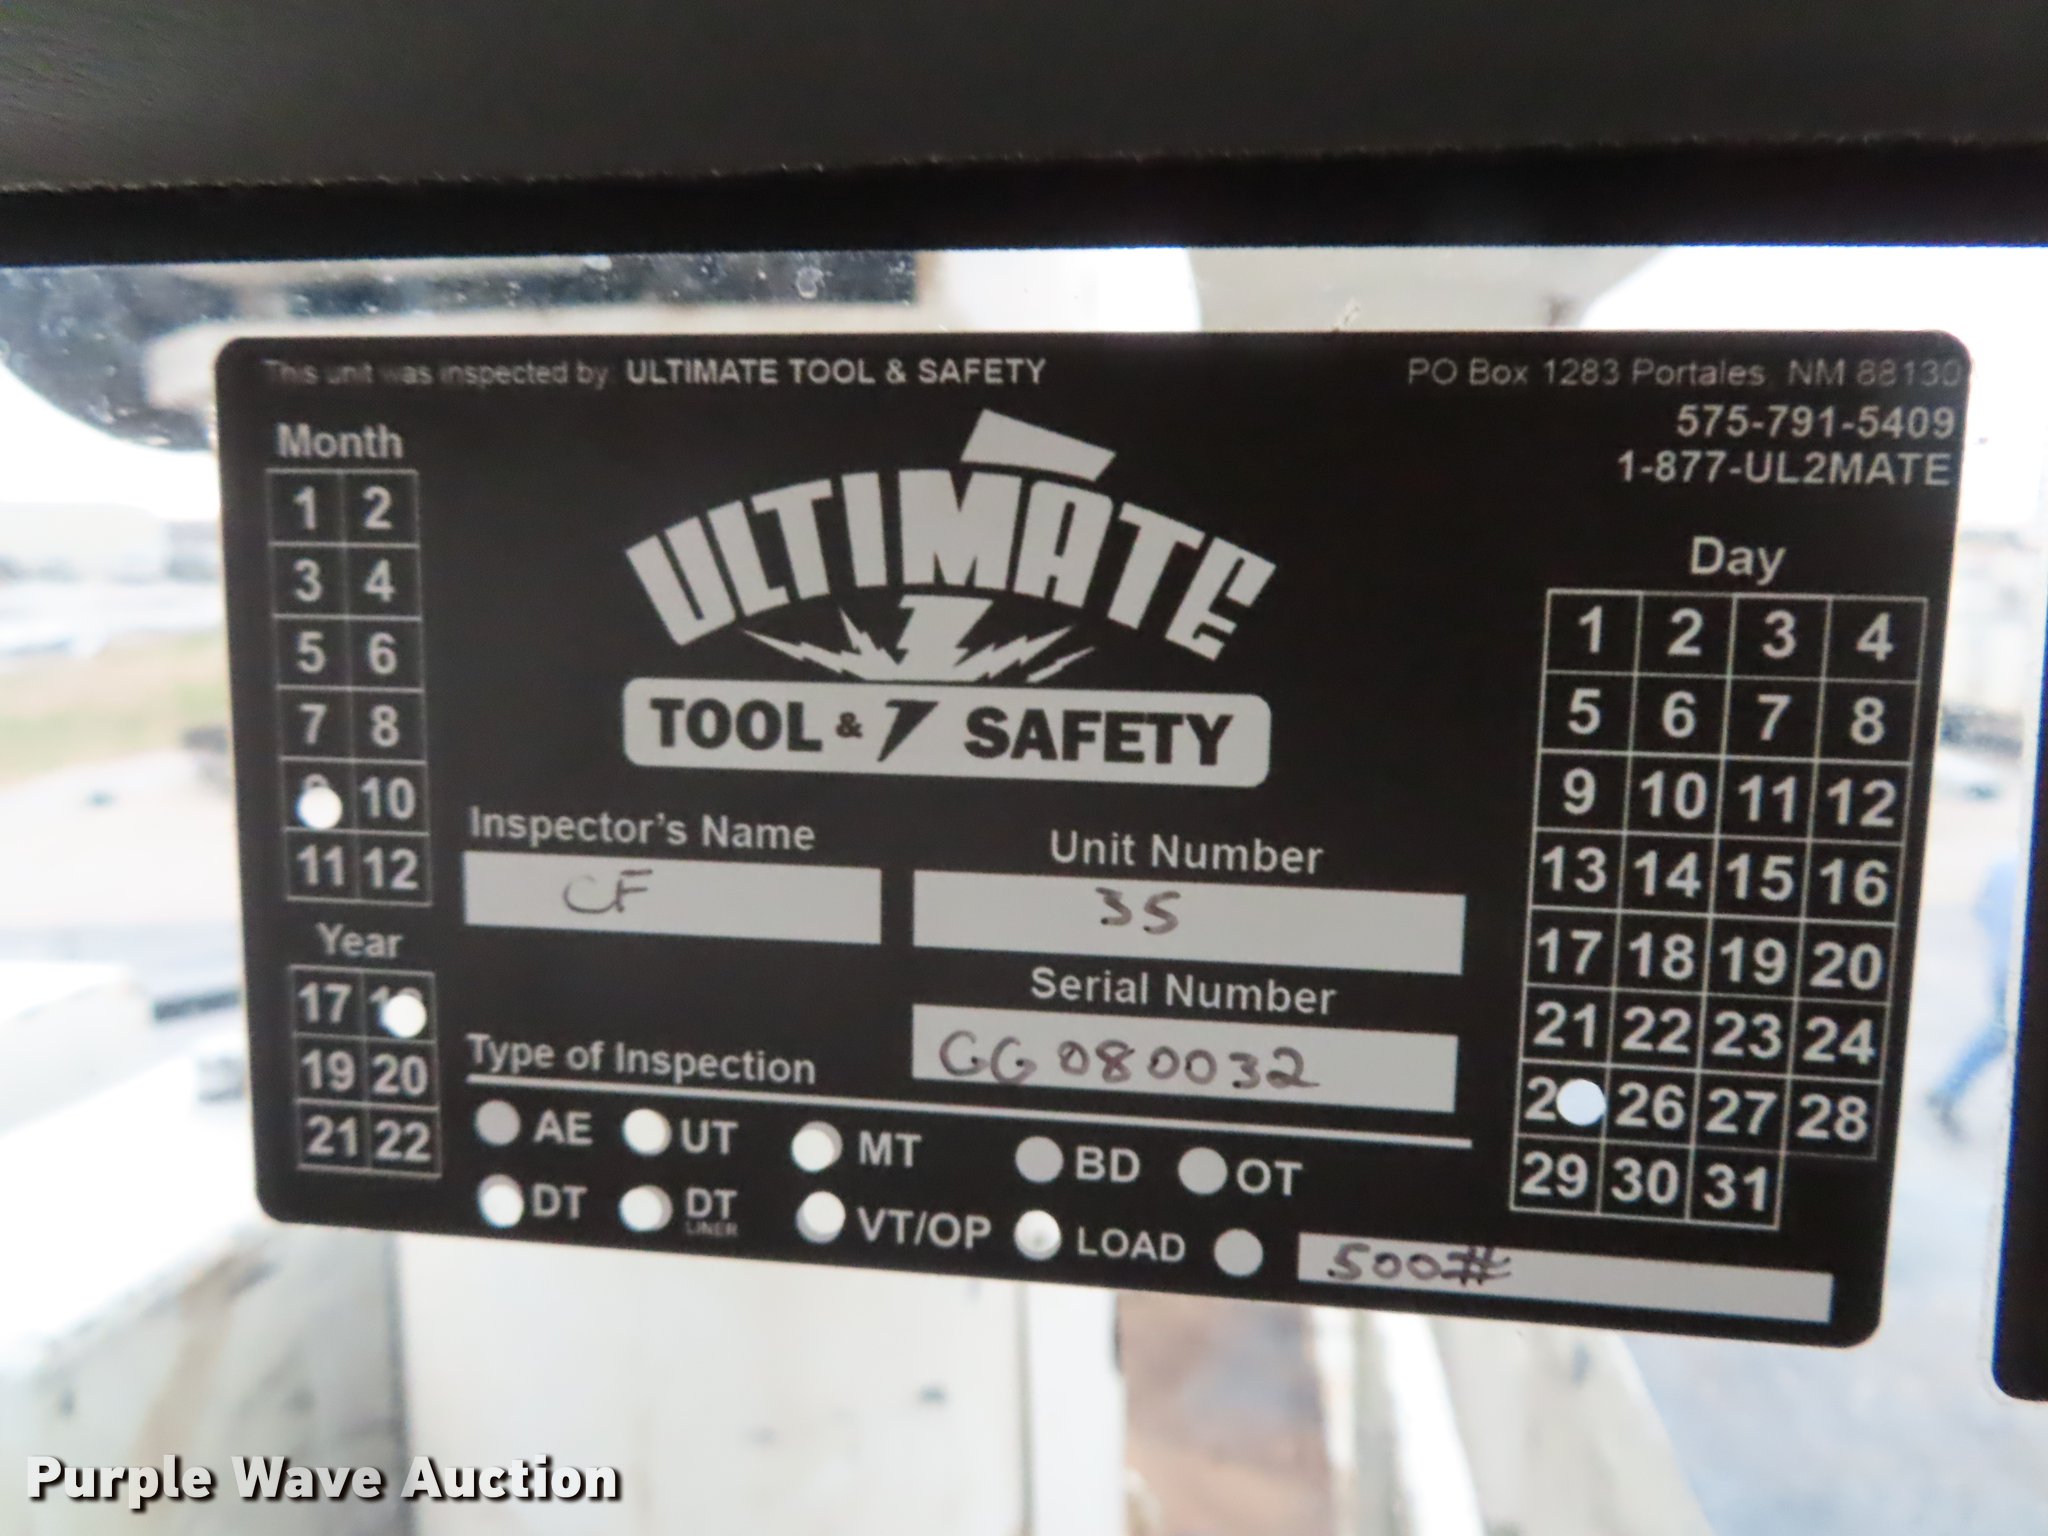 This unit was inspected by: ULTIMATE TOOL & SAFETY
PO Box 1283 Portales, NM 88130
575-791-5409
1-877-UL2MATE
Month
1 2
3 4
5 6
7 8
9 10
11 12
Year
17 18
19 20
21 22
ULTIMATE
TOOL & SAFETY
Inspector's Name
CF
Unit Number
35
Serial Number
GG080032
Type of Inspection
AE UT MT BD OT
DT DT LINER VT/OP LOAD 500#
Day
1 2 3 4
5 6 7 8
9 10 11 12
13 14 15 16
17 18 19 20
21 22 23 24
2 26 27 28
29 30 31
Purple Wave Auction